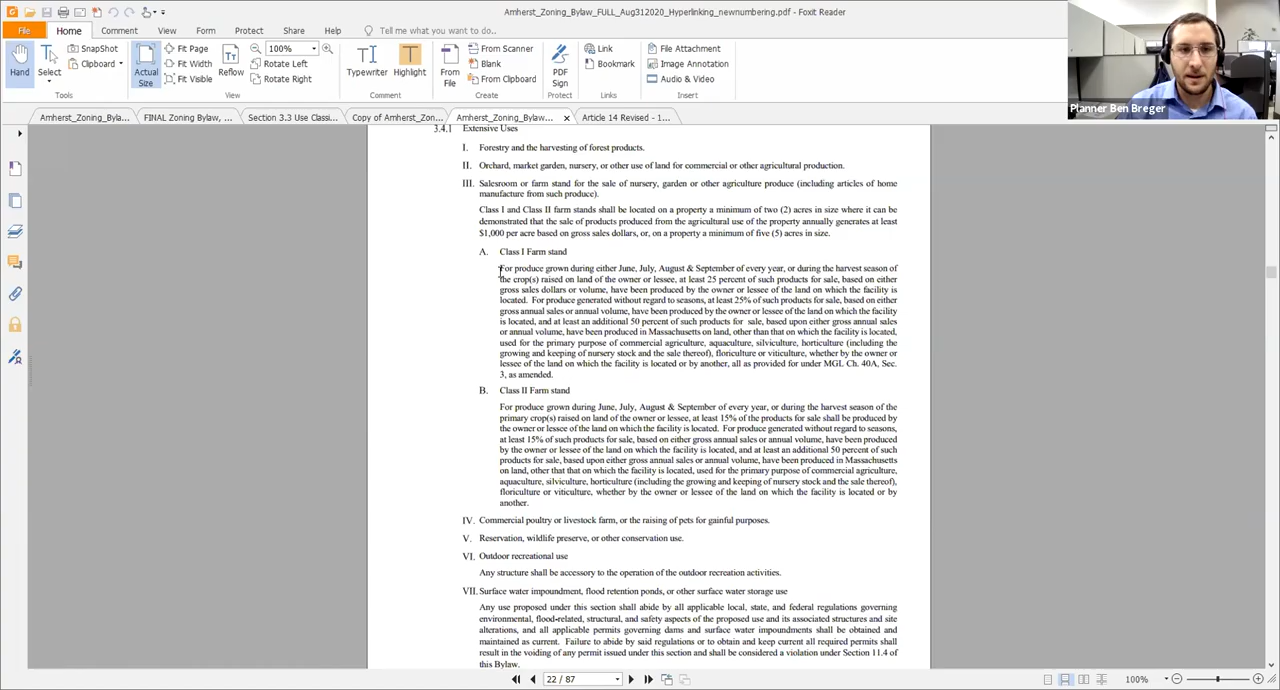 Amherst_Zoning_Bylaw_FULL_Aug312020_Hyperlinking_newnumbering.pdf - Foxit Reader
File Home Comment View Form Protect Share Help Tell me what you want to do...
Hand
Select
SnapShot
Clipboard
Actual Size
Fit Page
Fit Width
Fit Visible
Reflow
100%
Rotate Left
Rotate Right
Typewriter
Highlight
From File
From Scanner
Blank
From Clipboard
PDF Sign
Link
Bookmark
File Attachment
Image Annotation
Audio & Video
Tools View Comment Create Protect Links Insert
Planner Ben Breger
Amherst_Zoning_Byla... FINAL Zoning Bylaw, ... Section 3.3 Use Classi... Copy of Amherst_Zon... Amherst_Zoning_Bylaw... Article 14 Revised - 1...
3.4.1 Extensive Uses
I. Forestry and the harvesting of forest products.
II. Orchard, market garden, nursery, or other use of land for commercial or other agricultural production.
III. Salesroom or farm stand for the sale of nursery, garden or other agriculture produce (including articles of home
manufacture from such produce).
Class I and Class II farm stands shall be located on a property a minimum of two (2) acres in size where it can be
demonstrated that the sale of products produced from the agricultural use of the property annually generates at least
$1,000 per acre based on gross sales dollars, or, on a property a minimum of five (5) acres in size.
A. Class I Farm stand
For produce grown during either June, July, August & September of every year, or during the harvest season of
the crop(s) raised on land of the owner or lessee, at least 25 percent of such products for sale, based on either
gross sales dollars or volume, have been produced by the owner or lessee of the land on which the facility is
located. For produce generated without regard to seasons, at least 25% of such products for sale, based on either
gross annual sales or annual volume, have been produced by the owner or lessee of the land on which the facility
is located, and at least an additional 50 percent of such products for sale, based upon either gross annual sales
or annual volume, have been produced in Massachusetts on land, other than that on which the facility is located,
used for the primary purpose of commercial agriculture, aquaculture, silviculture, horticulture (including the
growing and keeping of nursery stock and the sale thereof), floriculture or viticulture, whether by the owner or
lessee of the land on which the facility is located or by another, all as provided for under MGL Ch. 40A, Sec.
3, as amended.
B. Class II Farm stand
For produce grown during June, July, August & September of every year, or during the harvest season of the
primary crop(s) raised on land of the owner or lessee, at least 15% of the products for sale shall be produced by
the owner or lessee of the land on which the facility is located. For produce generated without regard to seasons,
at least 15% of such products for sale, based on either gross annual sales or annual volume, have been produced
by the owner or lessee of the land on which the facility is located, and at least an additional 50 percent of such
products for sale, based upon either gross annual sales or annual volume, have been produced in Massachusetts
on land, other that that on which the facility is located, used for the primary purpose of commercial agriculture,
aquaculture, silviculture, horticulture (including the growing and keeping of nursery stock and the sale thereof),
floriculture or viticulture, whether by the owner or lessee of the land on which the facility is located or by
another.
IV. Commercial poultry or livestock farm, or the raising of pets for gainful purposes.
V. Reservation, wildlife preserve, or other conservation use.
VI. Outdoor recreational use
Any structure shall be accessory to the operation of the outdoor recreation activities.
VII. Surface water impoundment, flood retention ponds, or other surface water storage use
Any use proposed under this section shall abide by all applicable local, state, and federal regulations governing
environmental, flood-related, structural, and safety aspects of the proposed use and its associated structures and site
alterations, and all applicable permits governing dams and surface water impoundments shall be obtained and
maintained as current. Failure to abide by said regulations or to obtain and keep current all required permits shall
result in the voiding of any permit issued under this section and shall be considered a violation under Section 11.4 of
this Bylaw.
22 / 87
100%